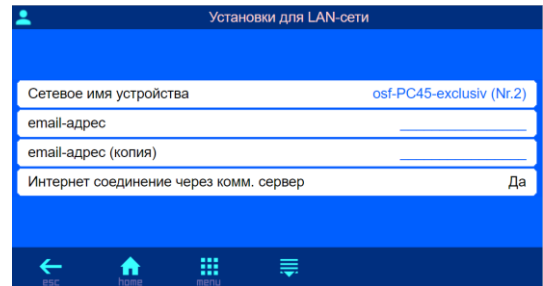 Установки для LAN-сети
Сетевое имя устройства osf-PC45-exclusiv (Nr.2)
email-адрес
email-адрес (копия)
Интернет соединение через комм. сервер Да
esc home menu